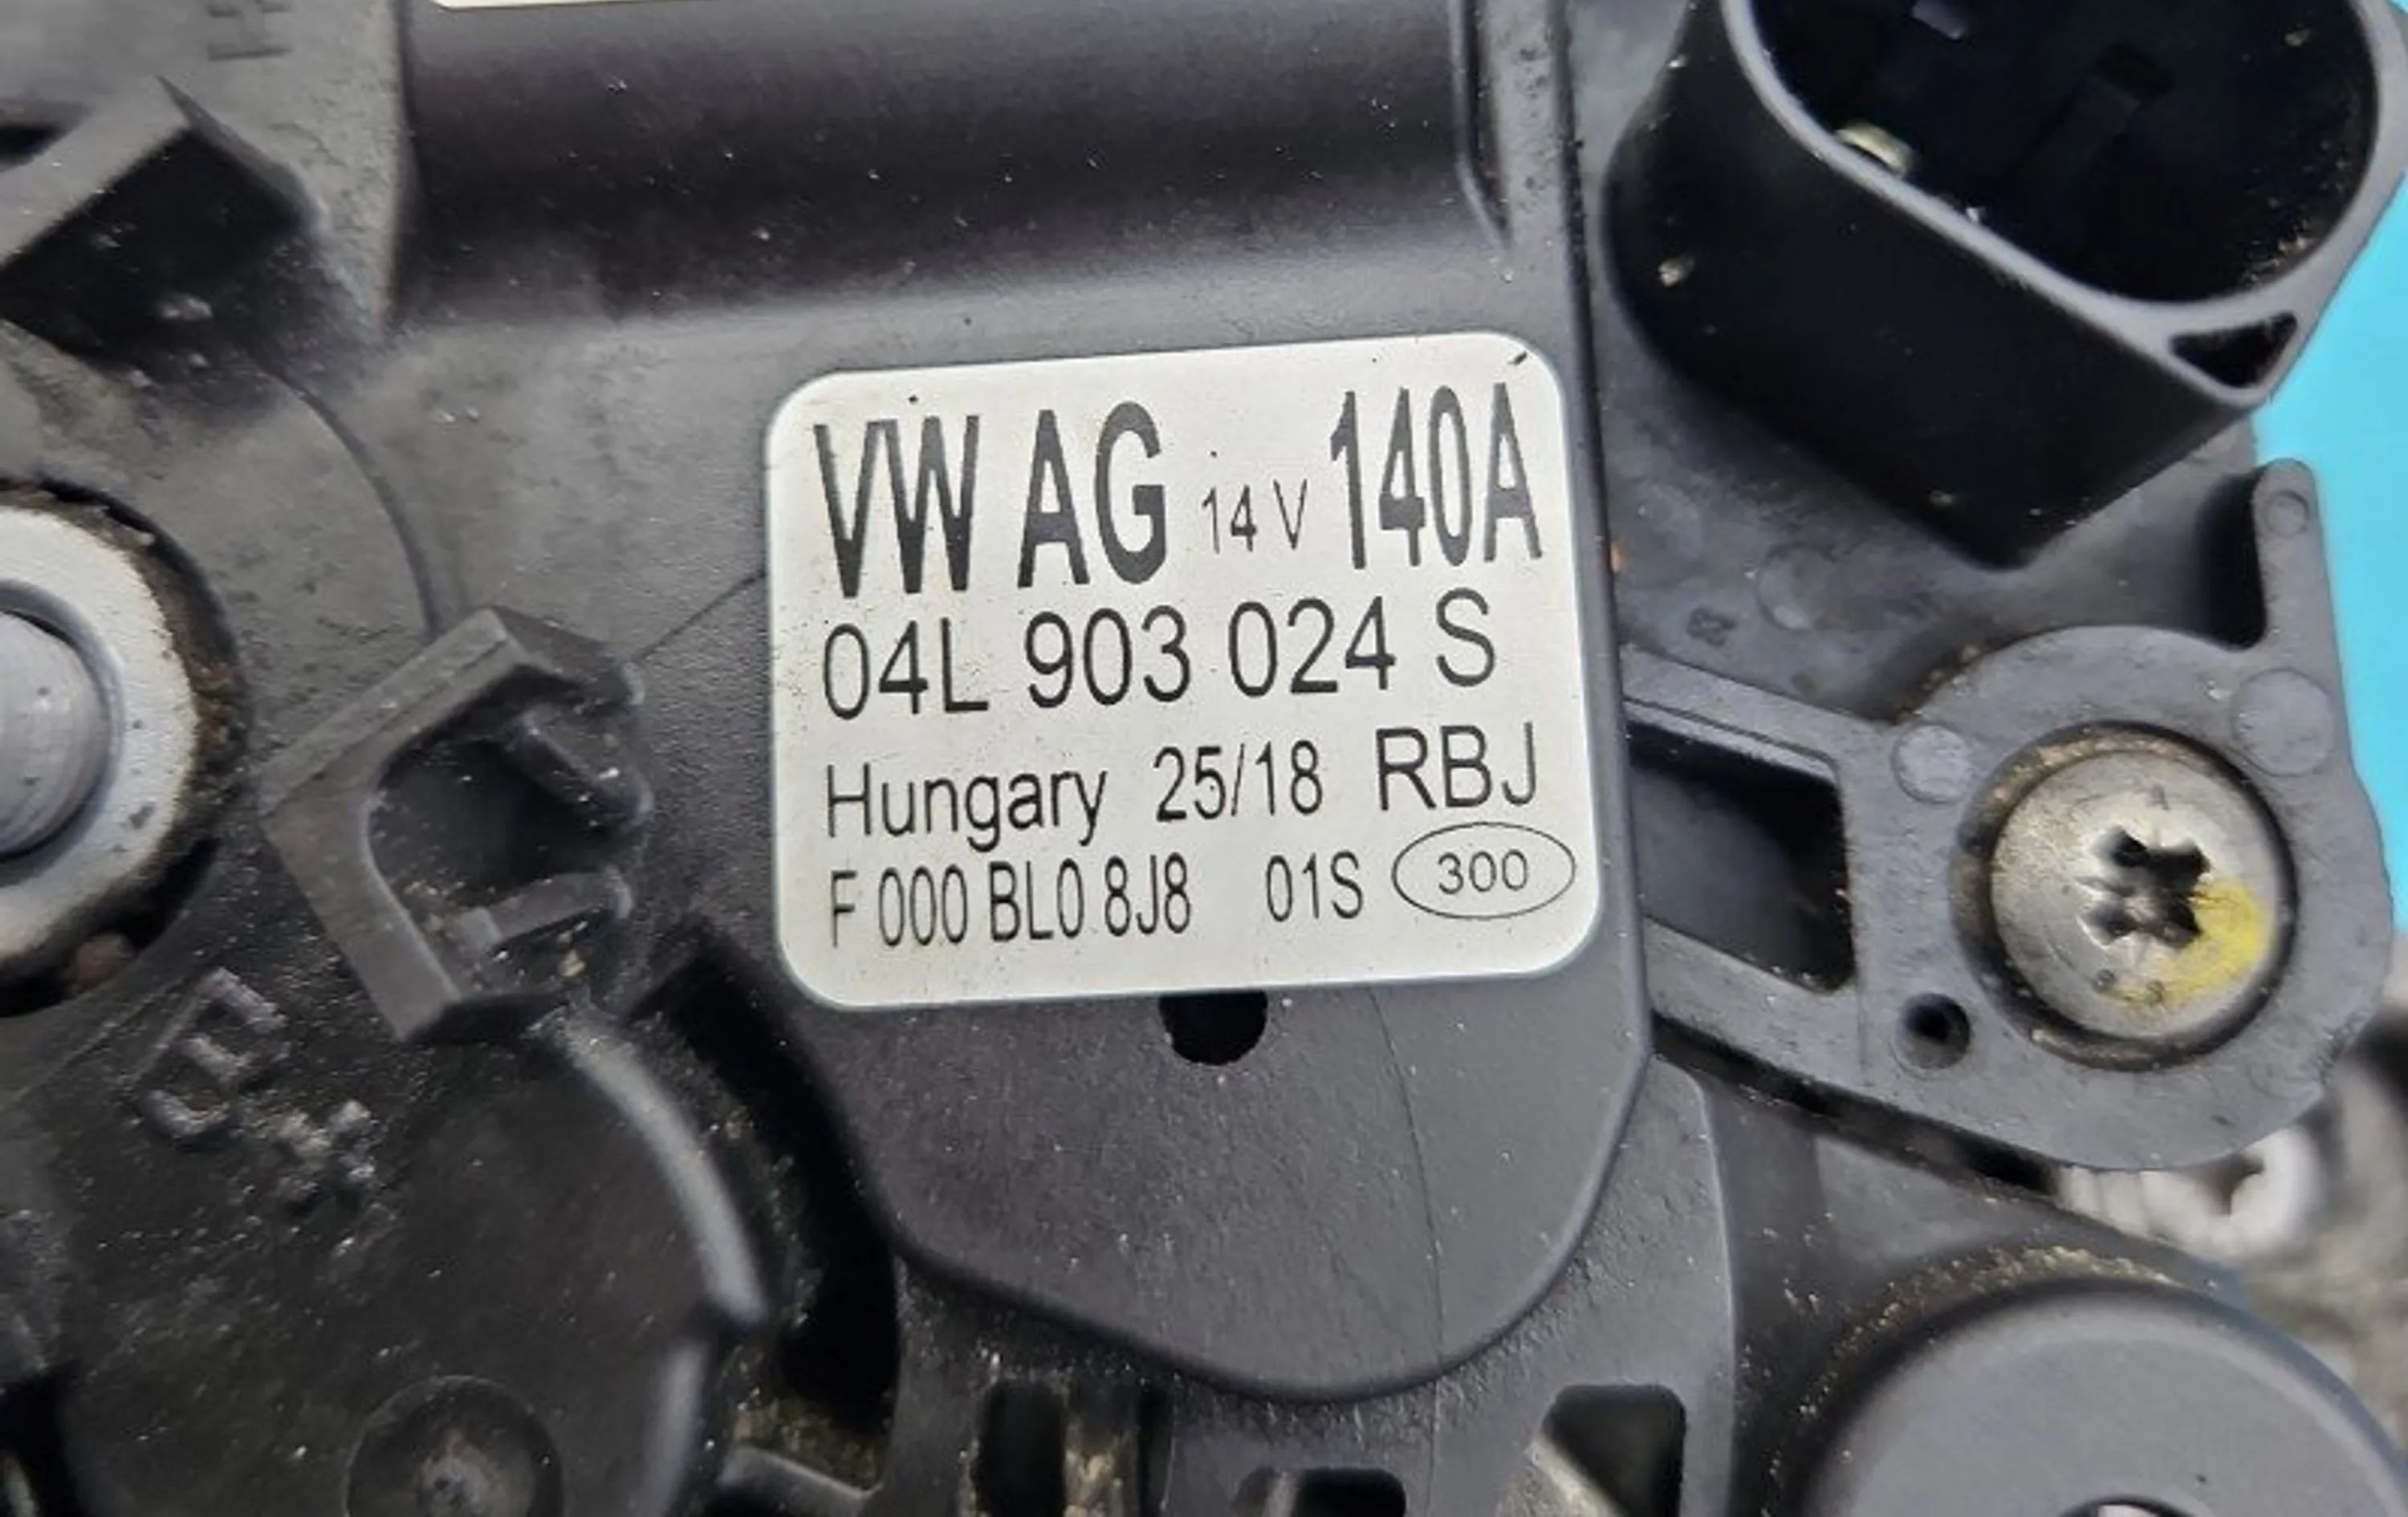 VW AG 14 V 140A
04L 903 024 S
Hungary 25/18 RBJ
F 000 BL0 8J8 01S 300